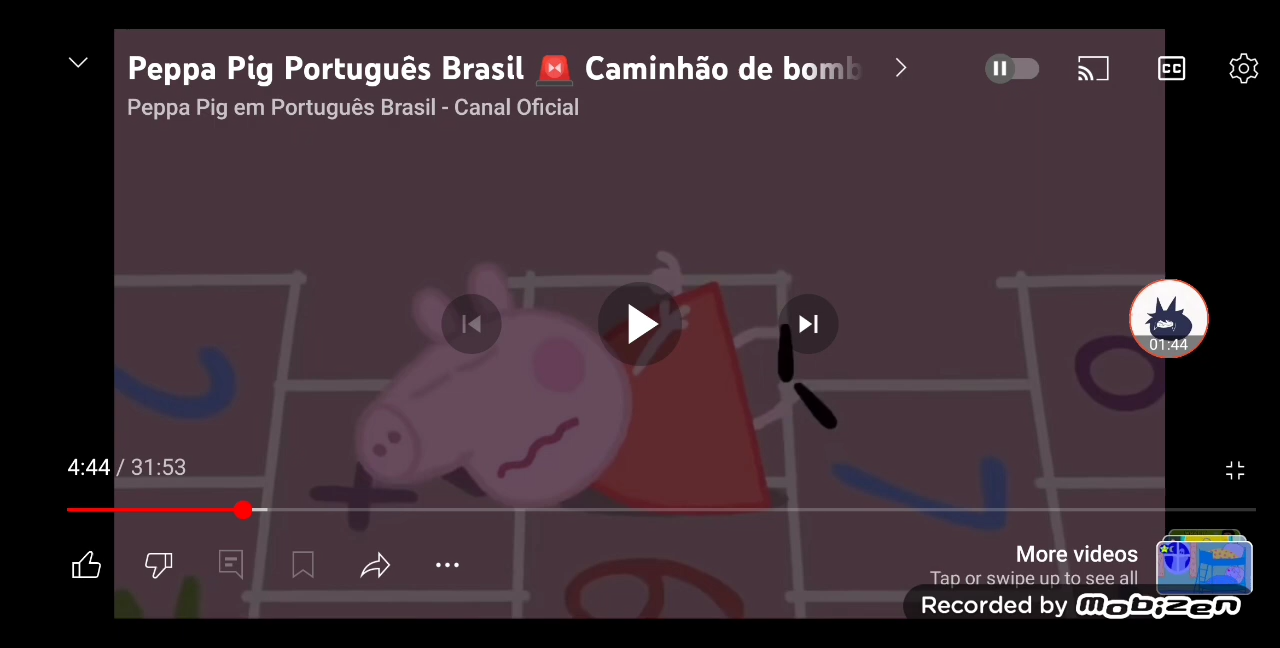 Peppa Pig Português Brasil 🚨 Caminhão de bomb
Peppa Pig em Português Brasil - Canal Oficial
CC
01:44
4:44 / 31:53
More videos
Tap or swipe up to see all
Recorded by mobizen